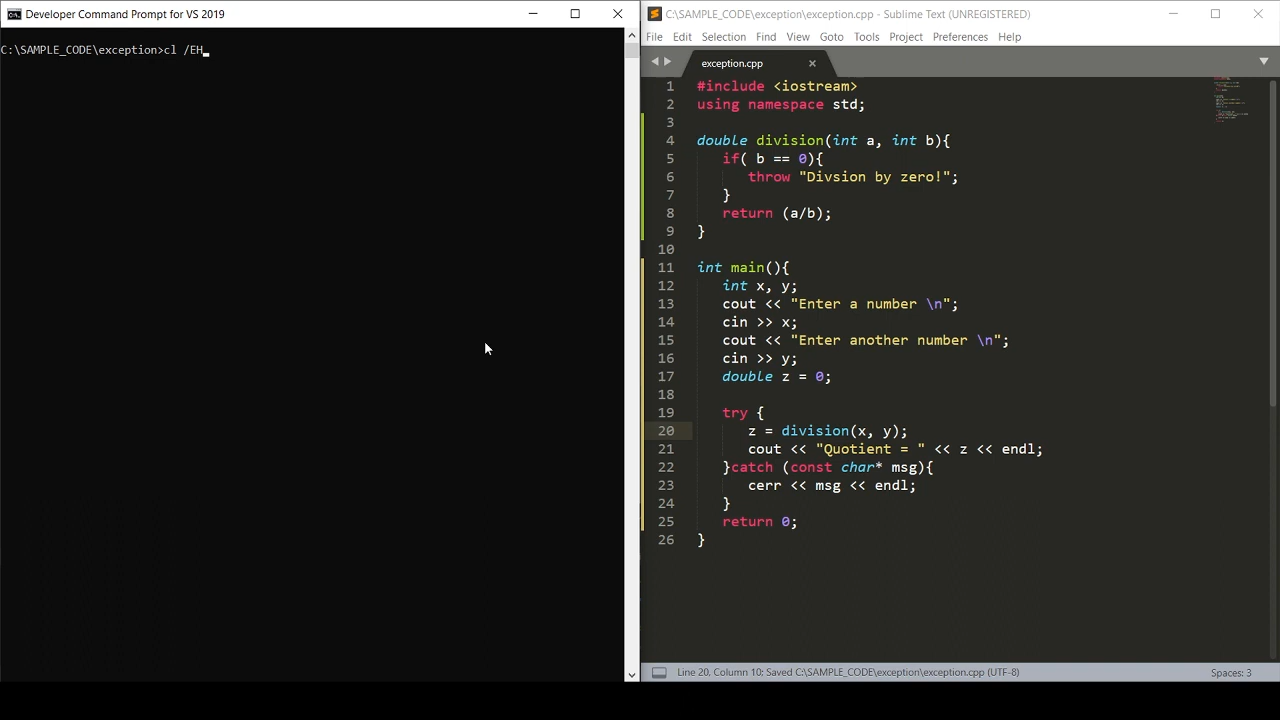 Developer Command Prompt for VS 2019
C:\SAMPLE_CODE\exception>cl /EH_
C:\SAMPLE_CODE\exception\exception.cpp - Sublime Text (UNREGISTERED)
File Edit Selection Find View Goto Tools Project Preferences Help
exception.cpp
1 #include <iostream>
2 using namespace std;
3
4 double division(int a, int b){
5 if( b == 0){
6 throw "Divsion by zero!";
7 }
8 return (a/b);
9 }
10
11 int main(){
12 int x, y;
13 cout << "Enter a number \n";
14 cin >> x;
15 cout << "Enter another number \n";
16 cin >> y;
17 double z = 0;
18
19 try {
20 z = division(x, y);
21 cout << "Quotient = " << z << endl;
22 }catch (const char* msg){
23 cerr << msg << endl;
24 }
25 return 0;
26 }
Line 20, Column 10; Saved C:\SAMPLE_CODE\exception\exception.cpp (UTF-8)
Spaces: 3